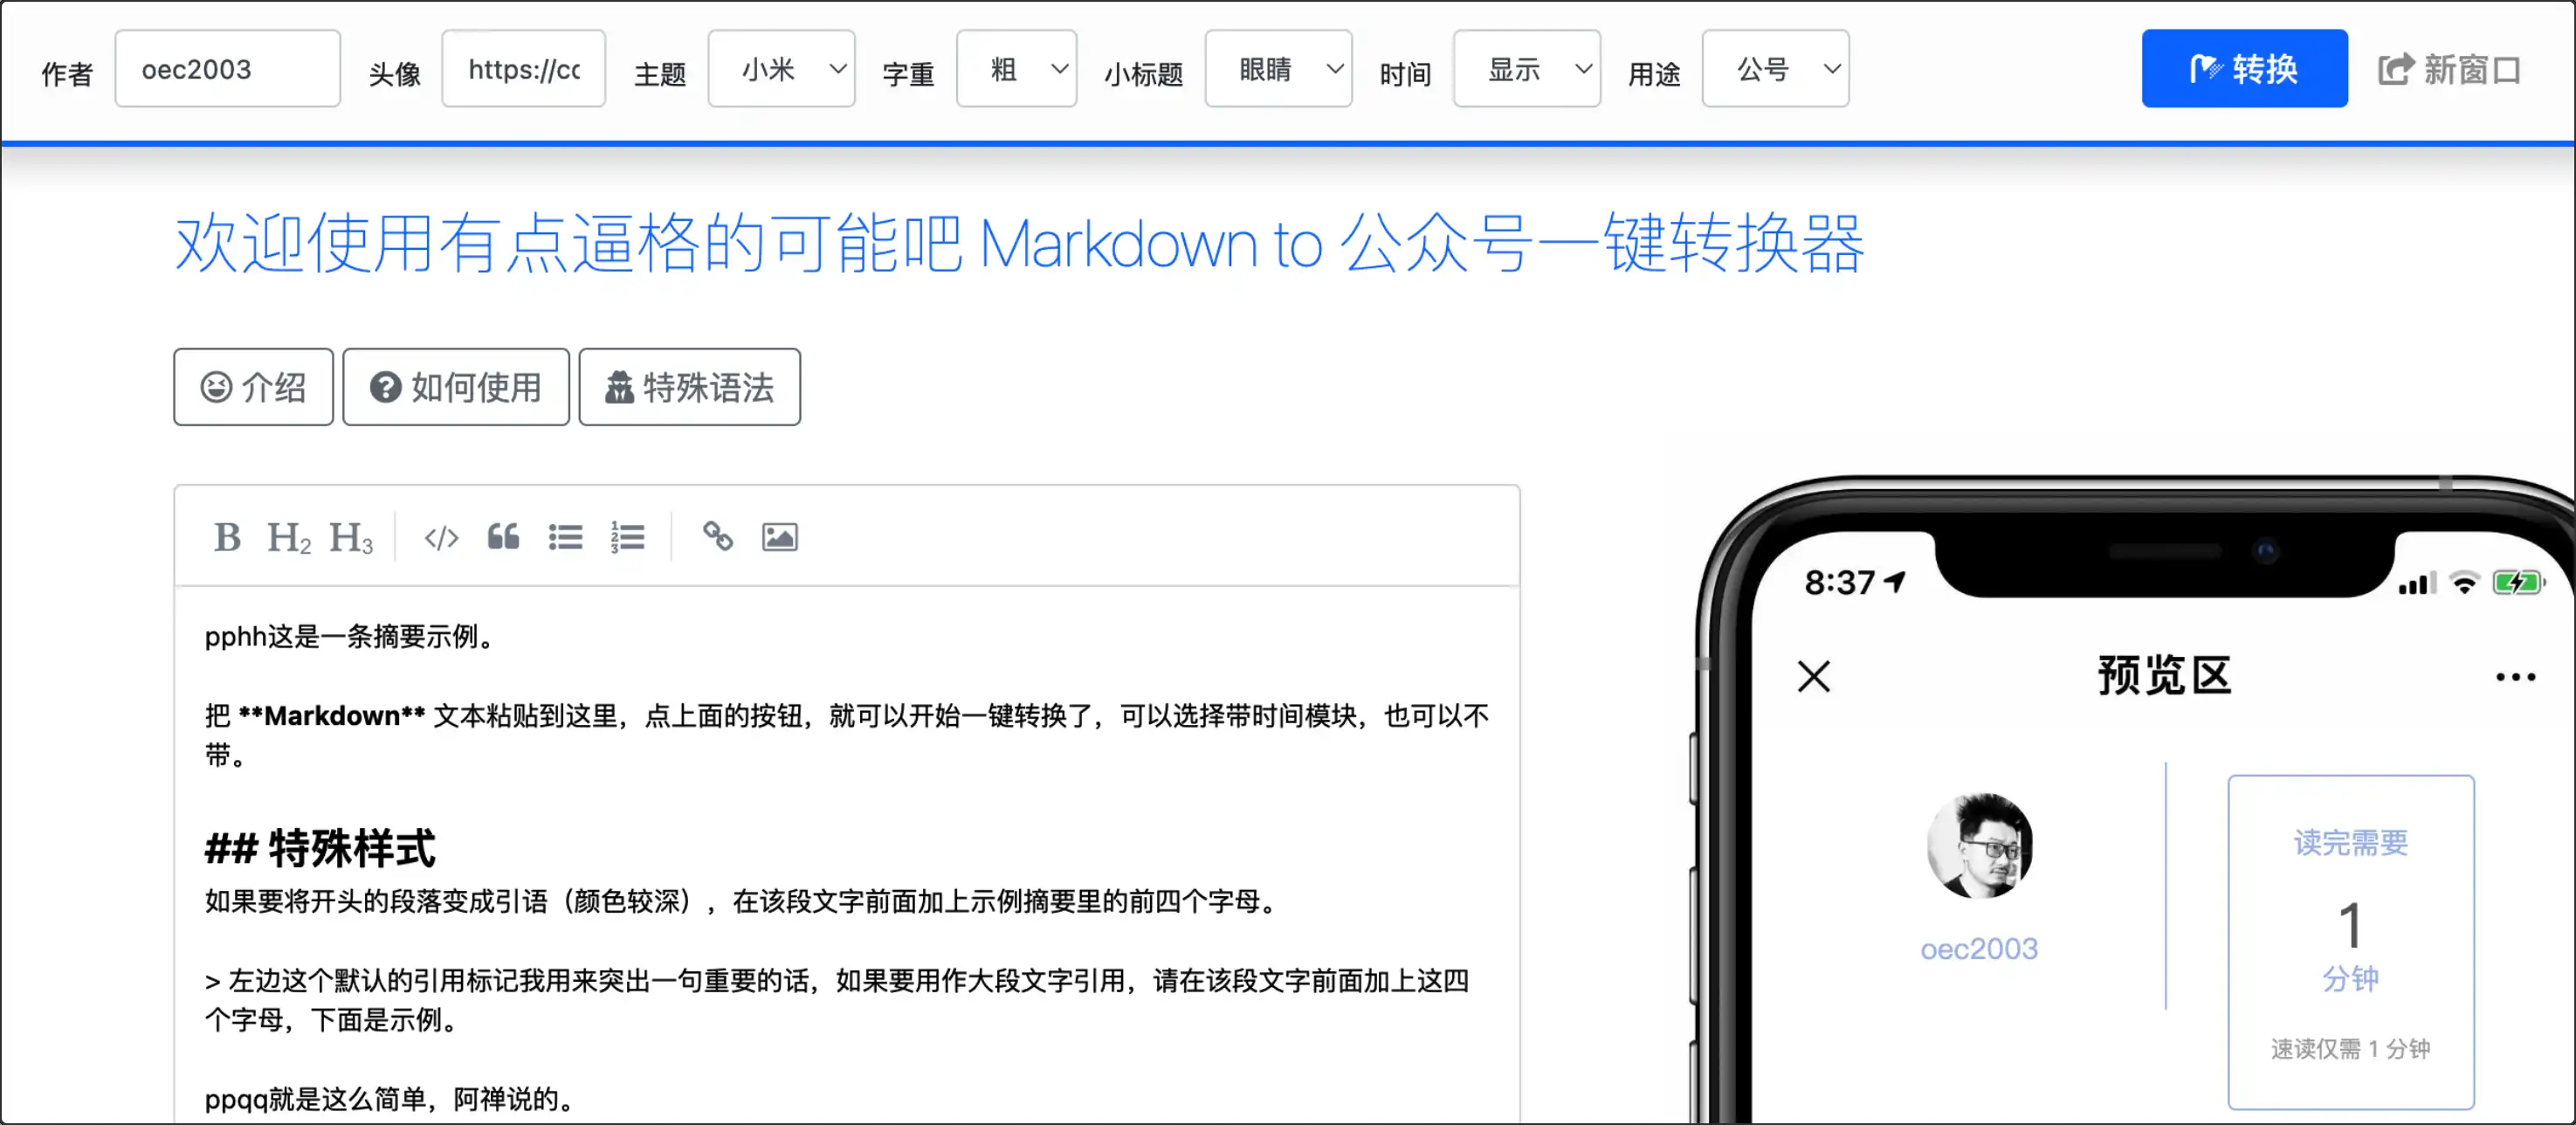 作者 oec2003 头像 https://cc 主题 小米 字重 粗 小标题 眼睛 时间 显示 用途 公号 转换 新窗口
欢迎使用有点逼格的可能吧 Markdown to 公众号一键转换器
介绍 如何使用 特殊语法
B H2 H3
pphh这是一条摘要示例。
把 **Markdown** 文本粘贴到这里，点上面的按钮，就可以开始一键转换了，可以选择带时间模块，也可以不
带。
## 特殊样式
如果要将开头的段落变成引语（颜色较深），在该段文字前面加上示例摘要里的前四个字母。
> 左边这个默认的引用标记我用来突出一句重要的话，如果要用作大段文字引用，请在该段文字前面加上这四
个字母，下面是示例。
ppqq就是这么简单，阿禅说的。
8:37
预览区
oec2003
读完需要
1
分钟
速读仅需 1 分钟